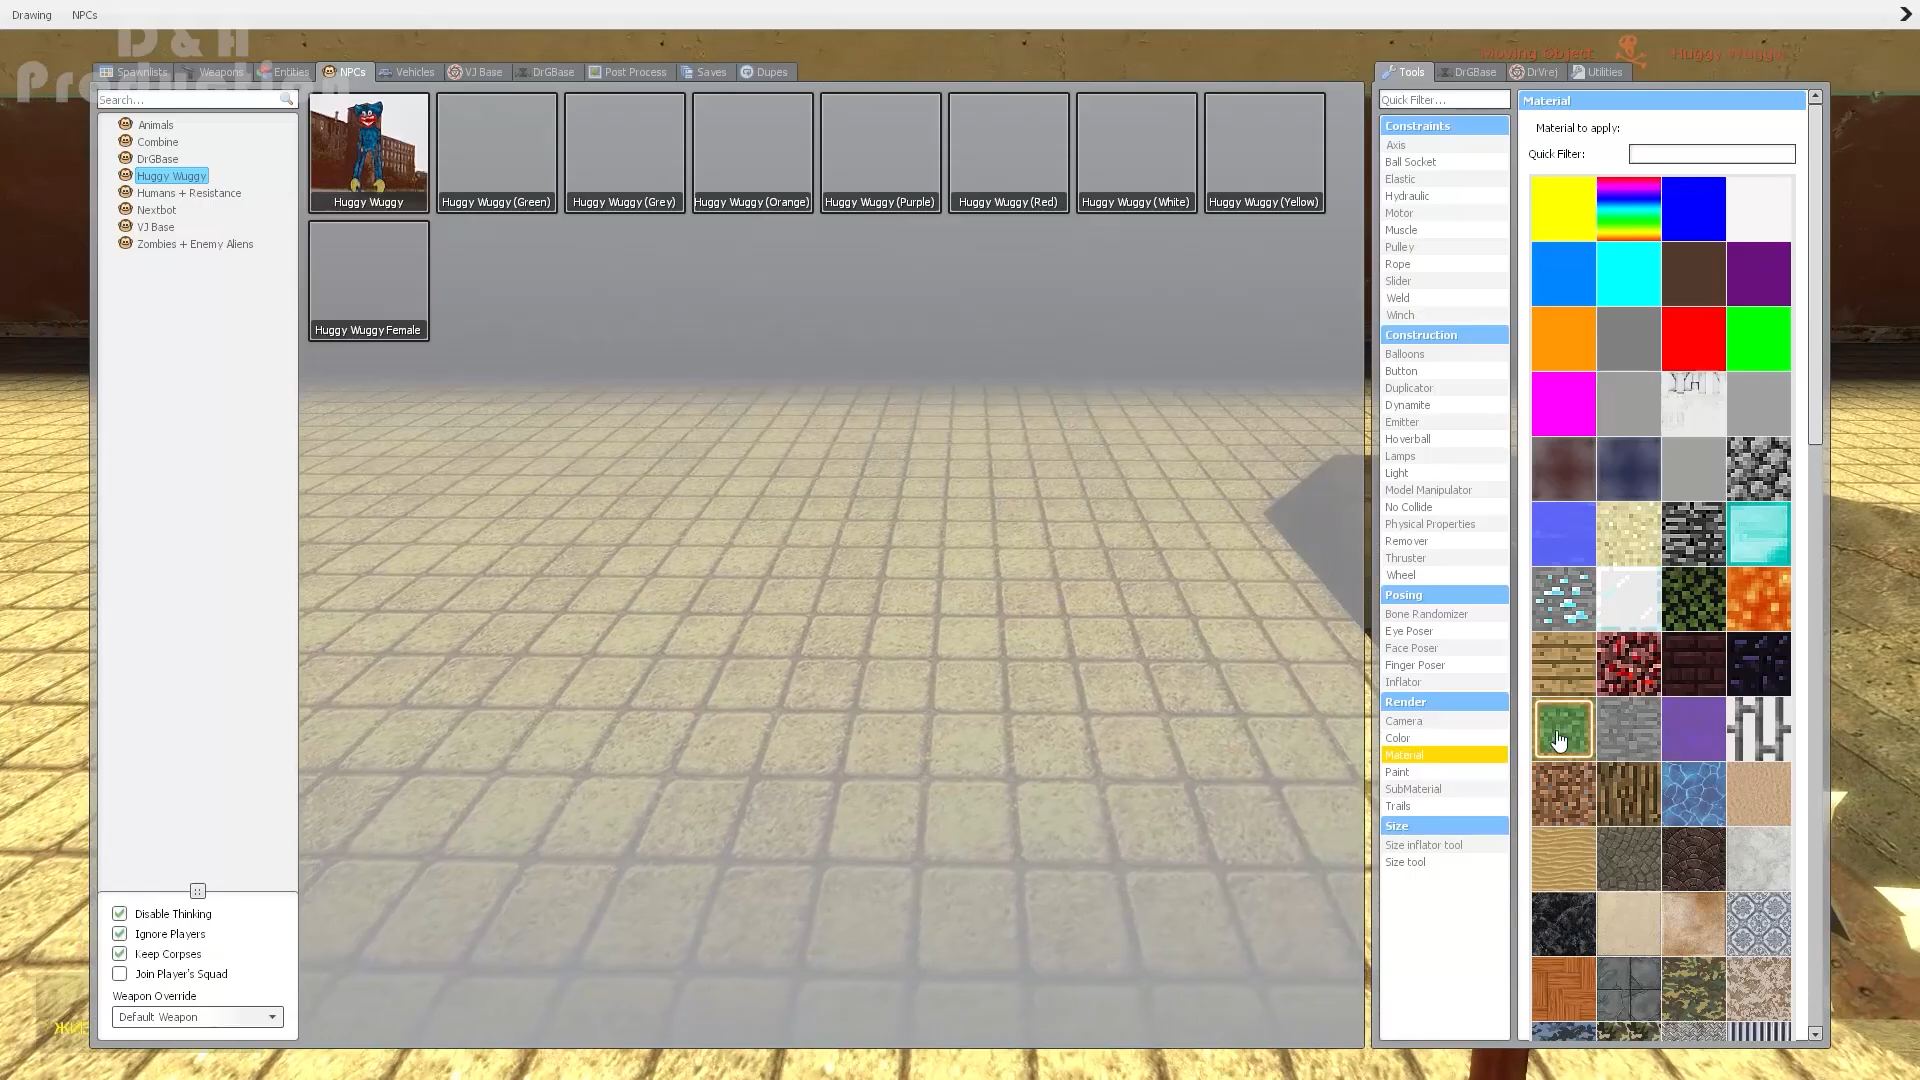 Drawing NPCs
D & H
Production
Moving Object Huggy Wuggy
Spawnlists Weapons Entities NPCs Vehicles VJ Base DrGBase Post Process Saves Dupes
Tools DrGBase DrVrej Utilities
Search...
Animals
Combine
DrGBase
Huggy Wuggy
Humans + Resistance
Nextbot
VJ Base
Zombies + Enemy Aliens
Disable Thinking
Ignore Players
Keep Corpses
Join Player's Squad
Weapon Override
Default Weapon
Huggy Wuggy
Huggy Wuggy (Green)
Huggy Wuggy (Grey)
Huggy Wuggy (Orange)
Huggy Wuggy (Purple)
Huggy Wuggy (Red)
Huggy Wuggy (White)
Huggy Wuggy (Yellow)
Huggy Wuggy Female
Quick Filter...
Constraints
Axis
Ball Socket
Elastic
Hydraulic
Motor
Muscle
Pulley
Rope
Slider
Weld
Winch
Construction
Balloons
Button
Duplicator
Dynamite
Emitter
Hoverball
Lamps
Light
Model Manipulator
No Collide
Physical Properties
Remover
Thruster
Wheel
Posing
Bone Randomizer
Eye Poser
Face Poser
Finger Poser
Inflator
Render
Camera
Color
Material
Paint
SubMaterial
Trails
Size
Size inflator tool
Size tool
Material
Material to apply:
Quick Filter: